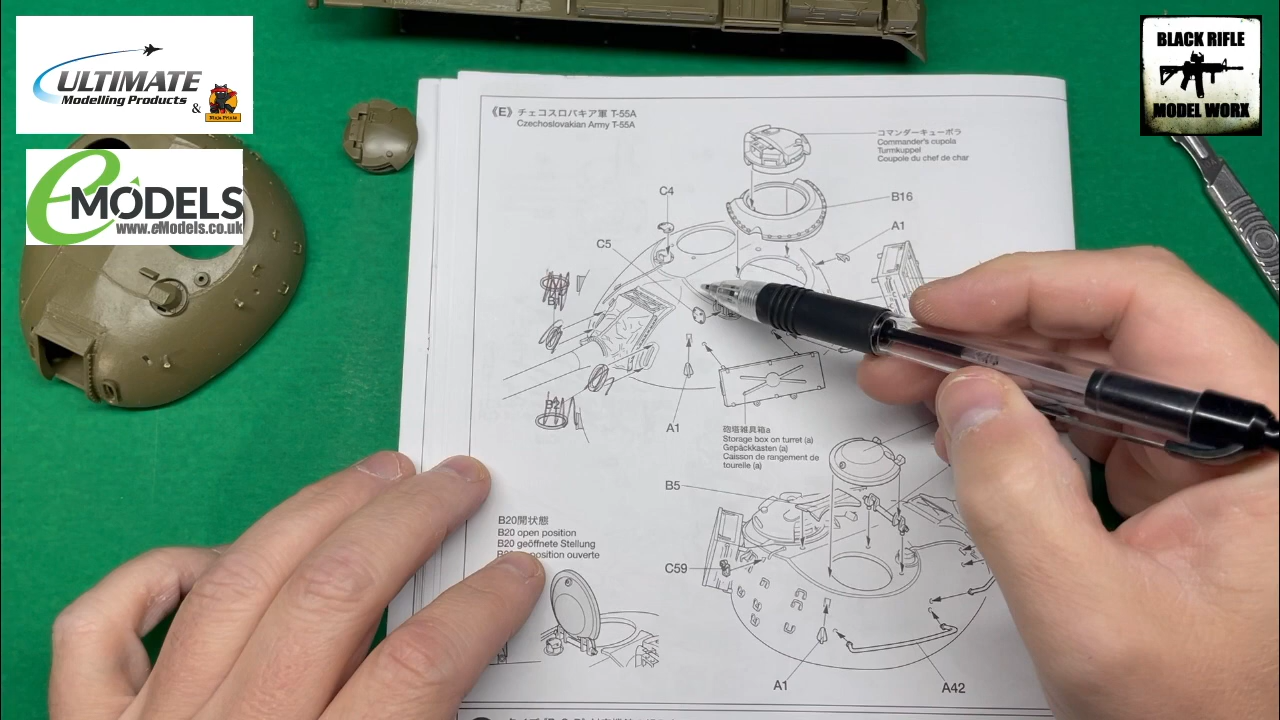 ULTIMATE
Modelling Products
&
Ninja Prints
eMODELS
www.eModels.co.uk
BLACK RIFLE
MODEL WORX
《E》 チェコスロバキア軍 T-55A
Czechoslovakian Army T-55A
コマンダーキューポラ
Commander's cupola
Turmkuppel
Coupole du chef de char
C4
B16
A1
C5
A1
砲塔雑具箱a
Storage box on turret (a)
Gepäckkasten (a)
Caisson de rangement de
tourelle (a)
B5
B20開状態
B20 open position
B20 geöffnete Stellung
position ouverte
C59
A1
A42